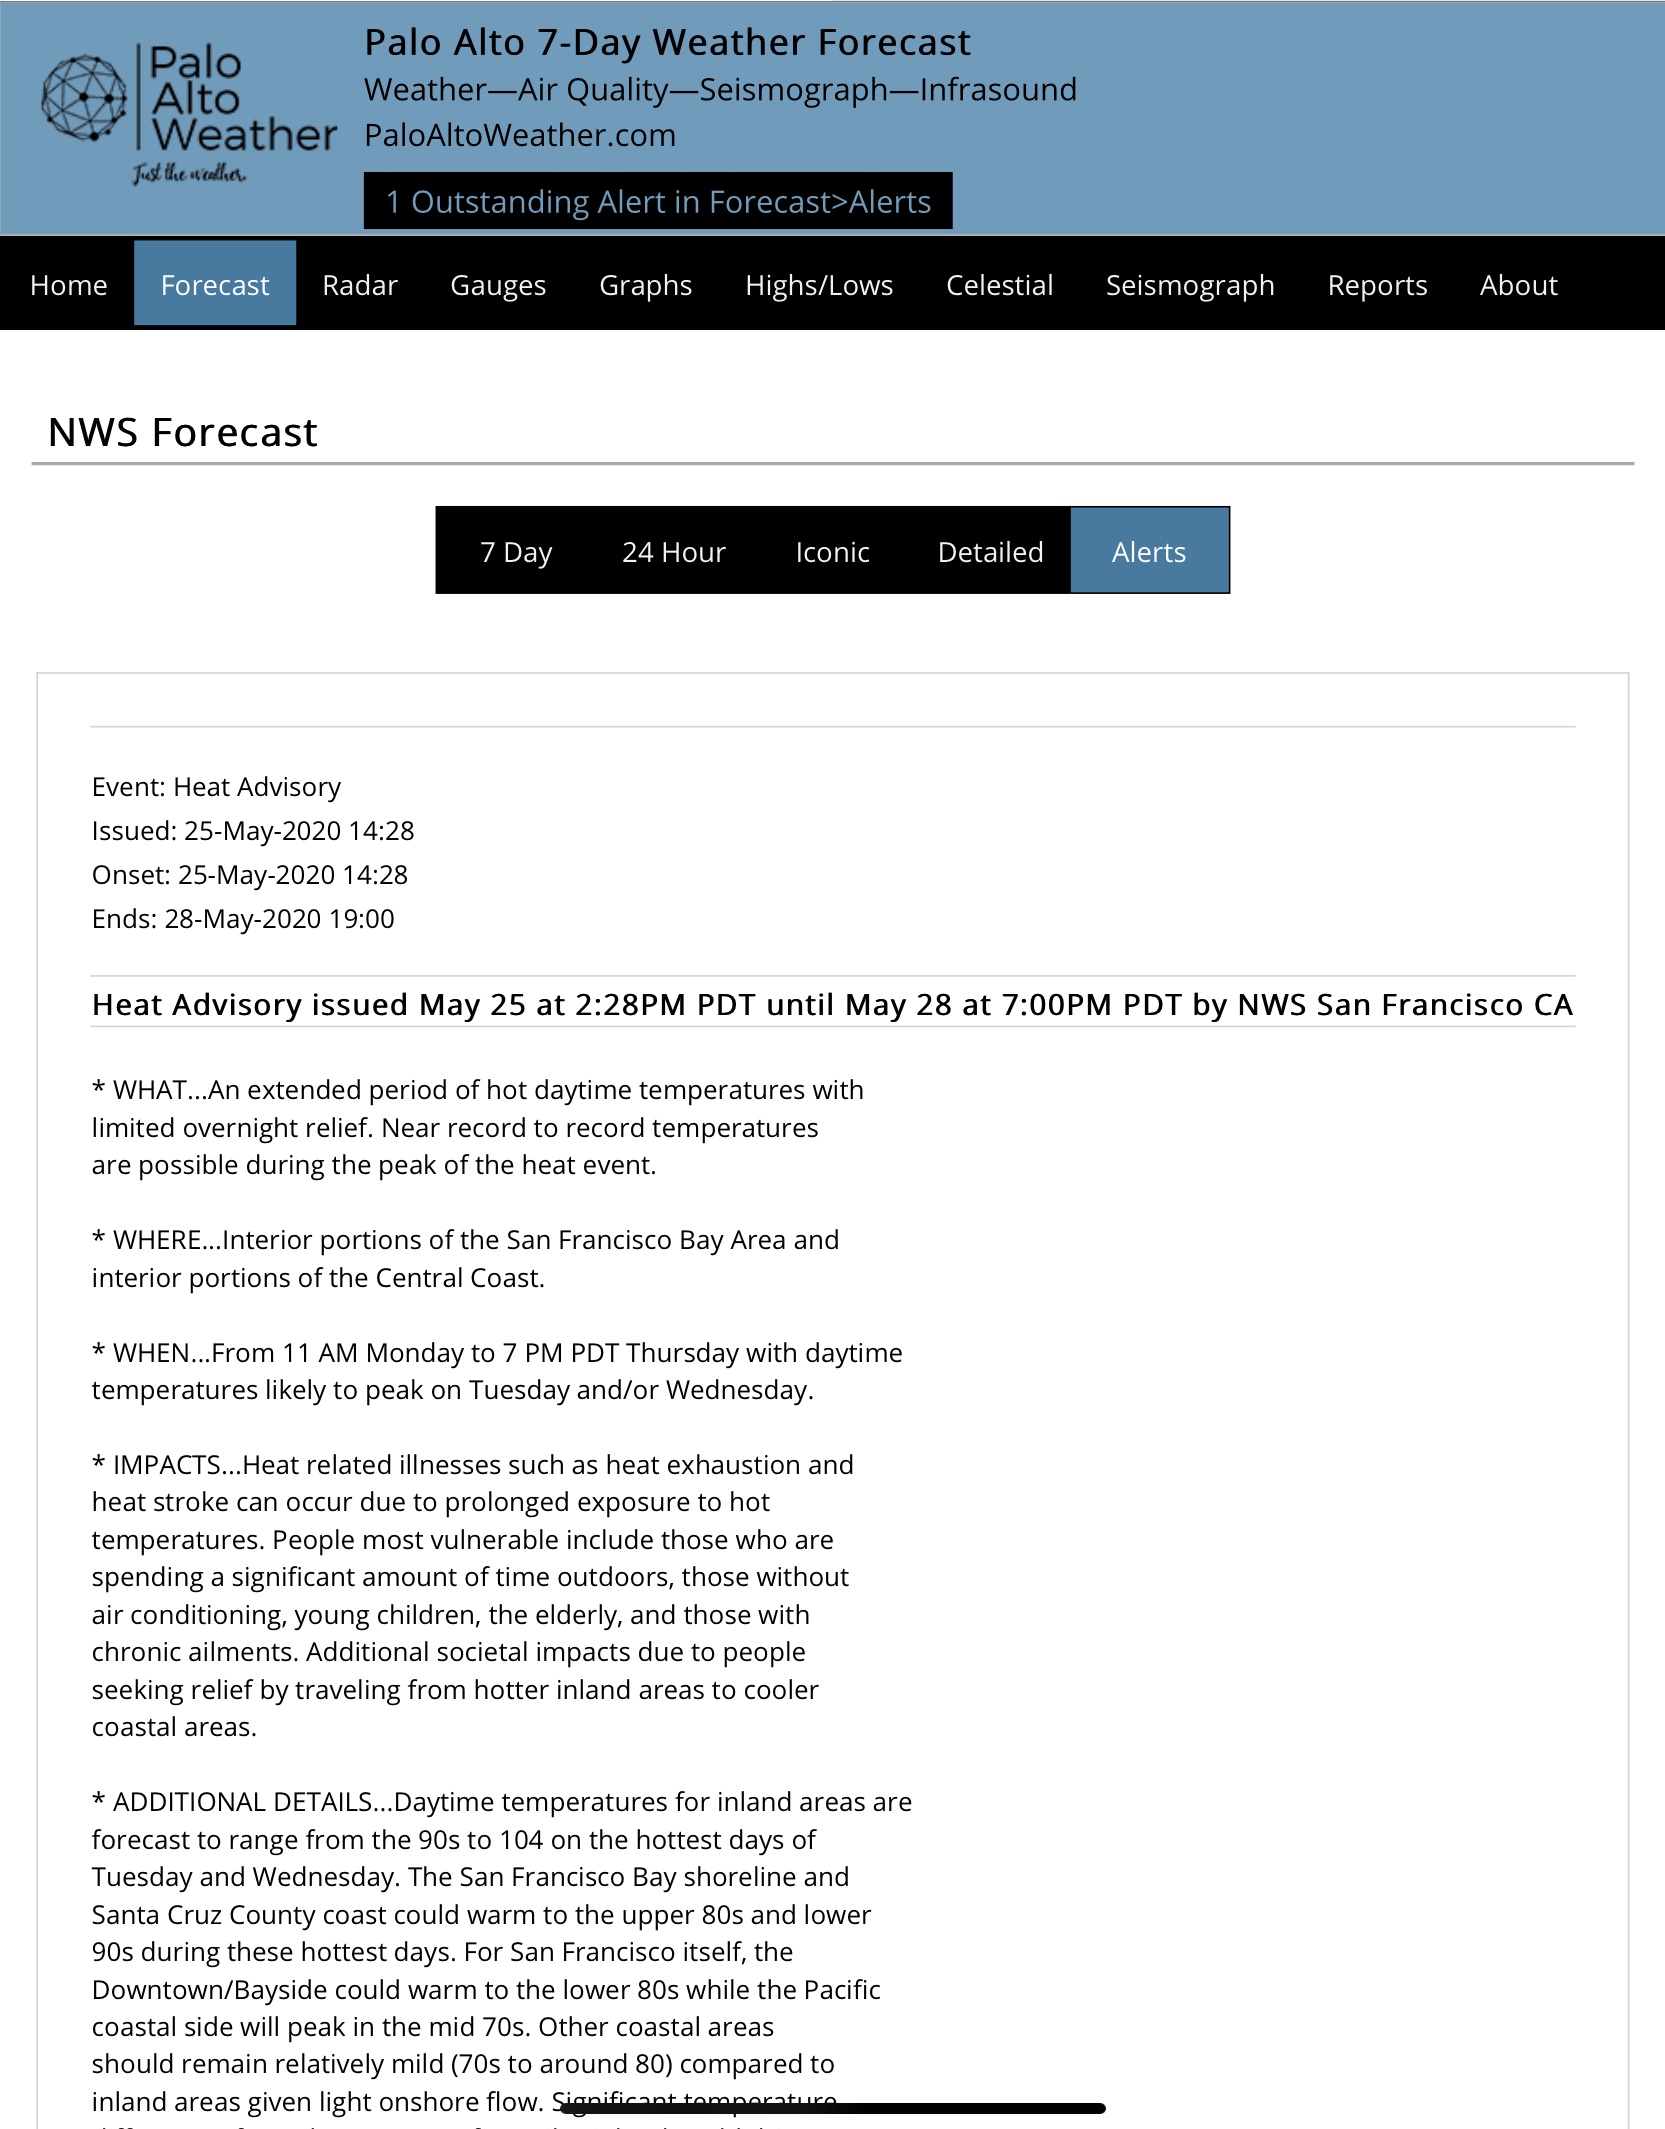 Palo
Alto
Weather
Just the weather.
Palo Alto 7-Day Weather Forecast
Weather—Air Quality—Seismograph—Infrasound
PaloAltoWeather.com
1 Outstanding Alert in Forecast>Alerts
Home Forecast Radar Gauges Graphs Highs/Lows Celestial Seismograph Reports About
NWS Forecast
7 Day 24 Hour Iconic Detailed Alerts
Event: Heat Advisory
Issued: 25-May-2020 14:28
Onset: 25-May-2020 14:28
Ends: 28-May-2020 19:00
Heat Advisory issued May 25 at 2:28PM PDT until May 28 at 7:00PM PDT by NWS San Francisco CA
* WHAT...An extended period of hot daytime temperatures with
limited overnight relief. Near record to record temperatures
are possible during the peak of the heat event.
* WHERE...Interior portions of the San Francisco Bay Area and
interior portions of the Central Coast.
* WHEN...From 11 AM Monday to 7 PM PDT Thursday with daytime
temperatures likely to peak on Tuesday and/or Wednesday.
* IMPACTS...Heat related illnesses such as heat exhaustion and
heat stroke can occur due to prolonged exposure to hot
temperatures. People most vulnerable include those who are
spending a significant amount of time outdoors, those without
air conditioning, young children, the elderly, and those with
chronic ailments. Additional societal impacts due to people
seeking relief by traveling from hotter inland areas to cooler
coastal areas.
* ADDITIONAL DETAILS...Daytime temperatures for inland areas are
forecast to range from the 90s to 104 on the hottest days of
Tuesday and Wednesday. The San Francisco Bay shoreline and
Santa Cruz County coast could warm to the upper 80s and lower
90s during these hottest days. For San Francisco itself, the
Downtown/Bayside could warm to the lower 80s while the Pacific
coastal side will peak in the mid 70s. Other coastal areas
should remain relatively mild (70s to around 80) compared to
inland areas given light onshore flow. Significant temperature